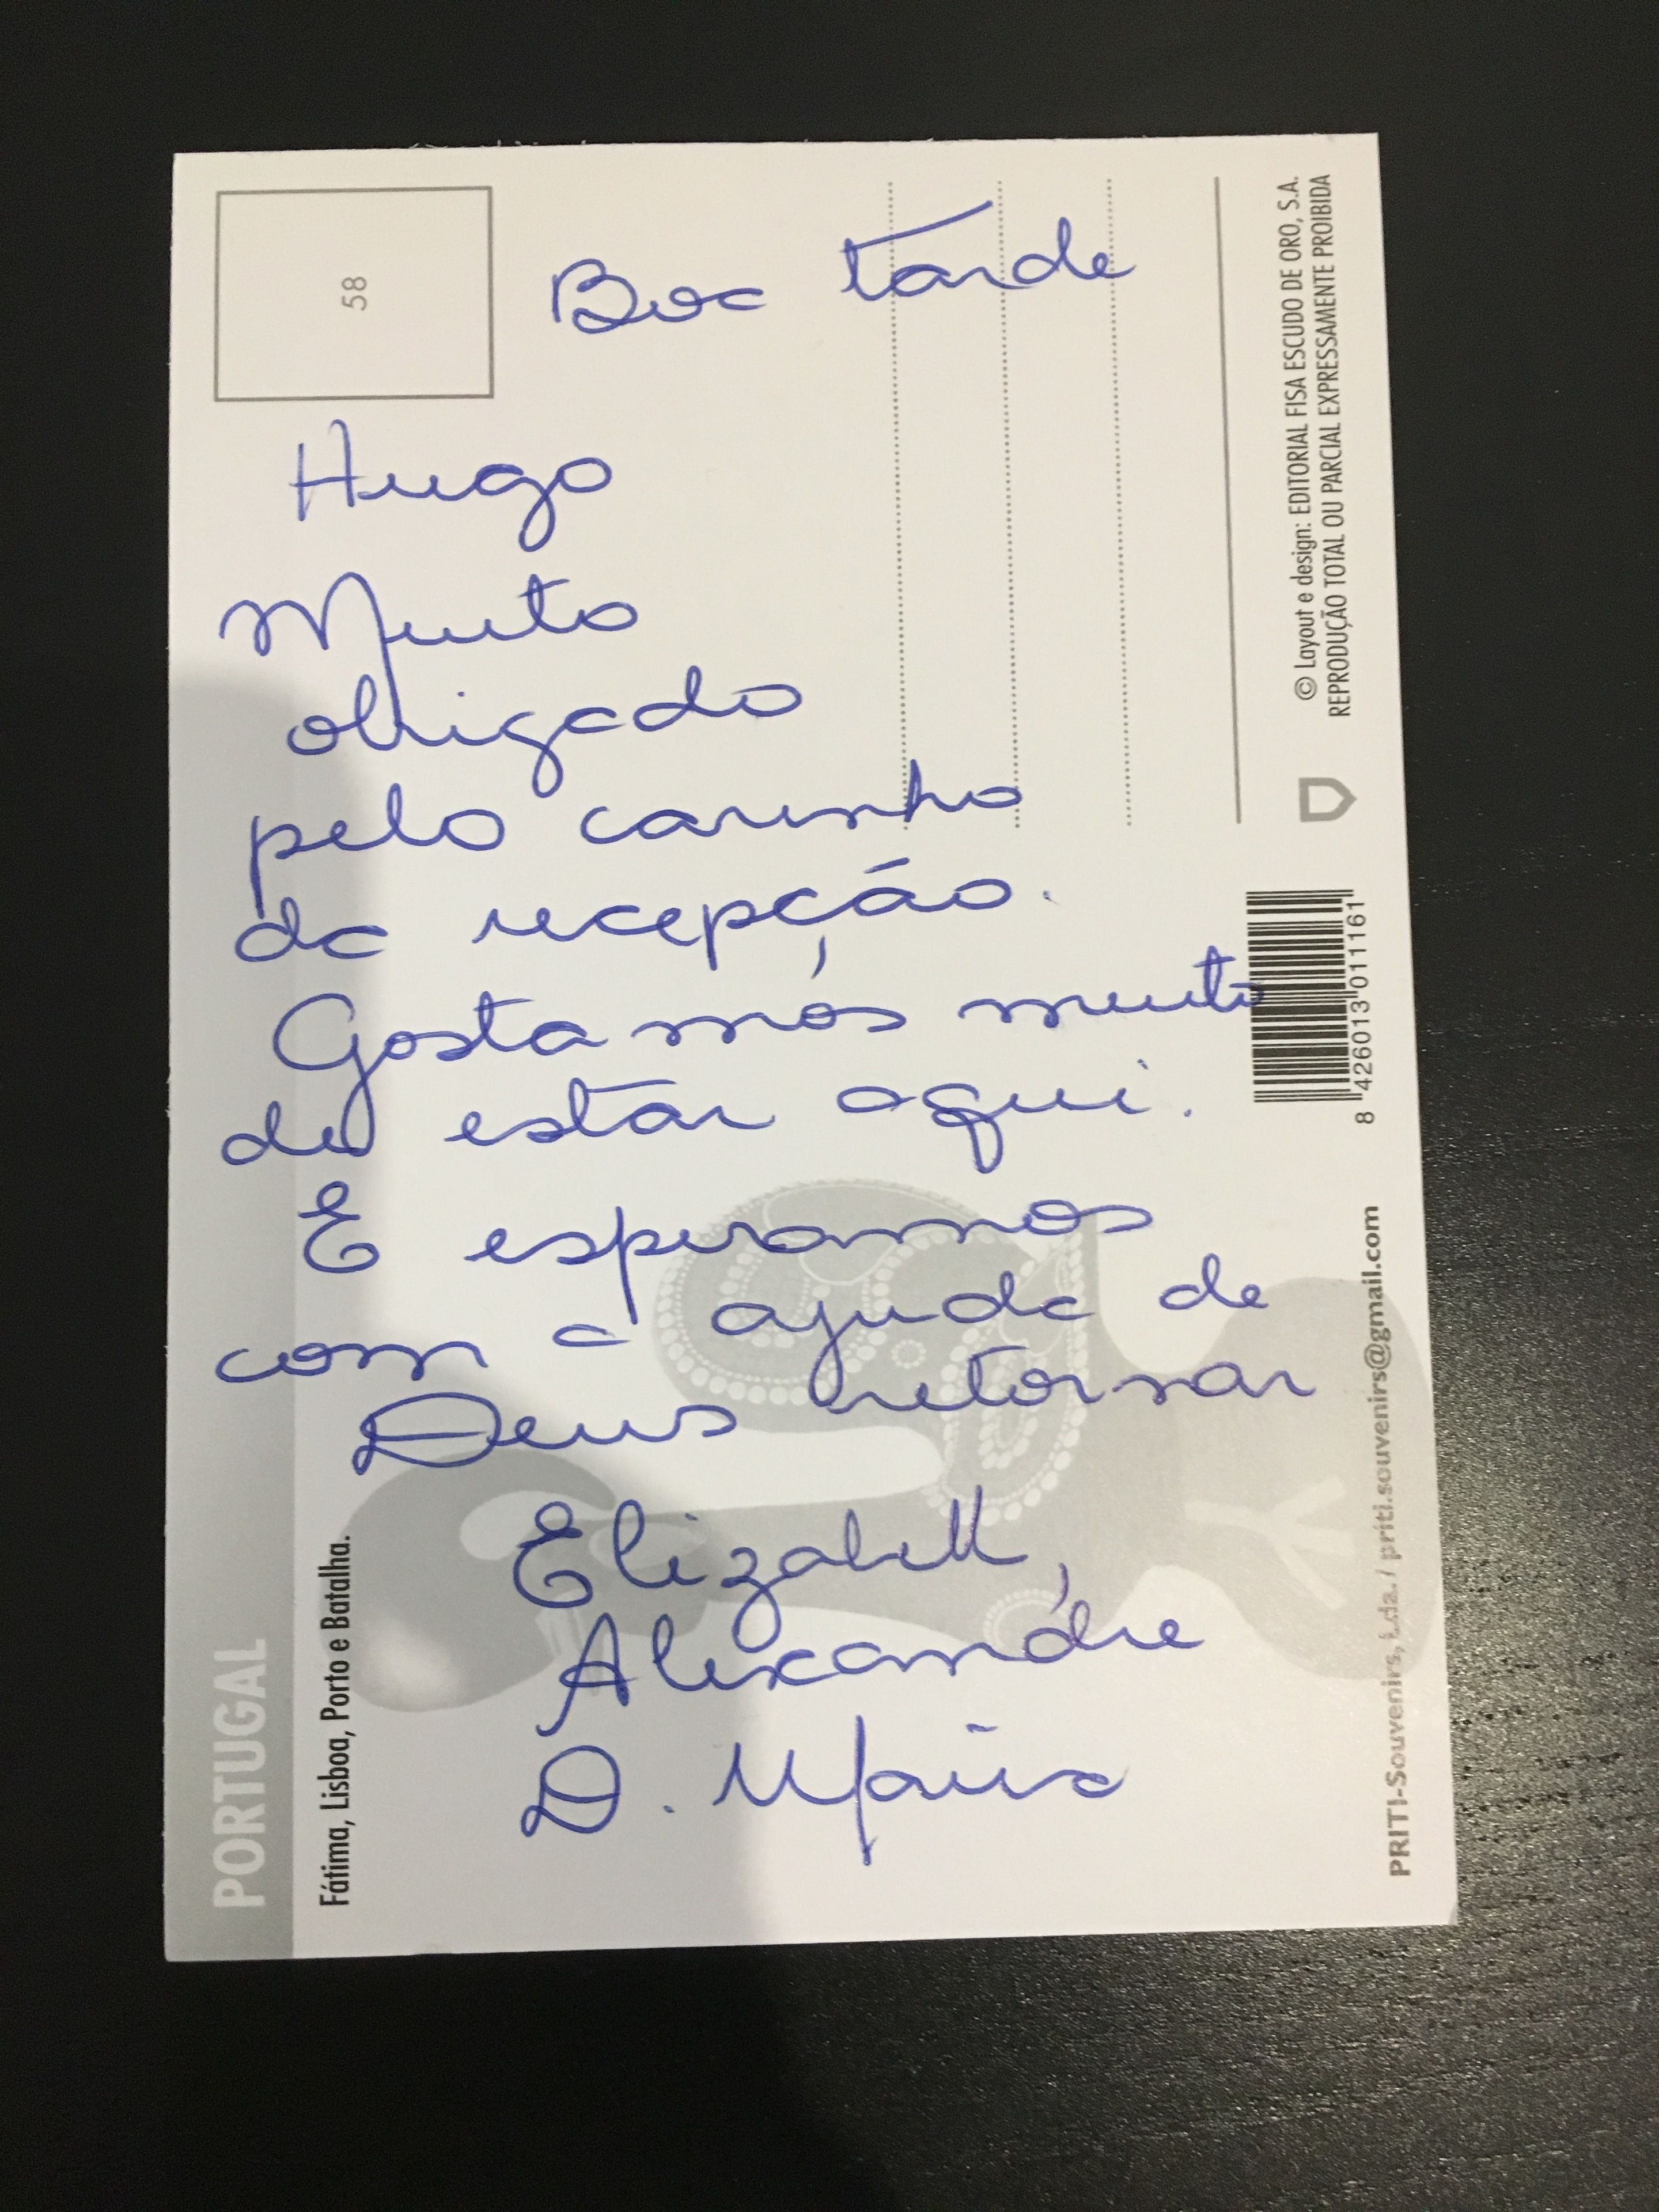 Boa tarde
Hugo
Muito
obrigado
pelo carinho
da recepção.
Gostamos muito
de estar aqui.
E esperamos
com a ajuda de
Deus retornar
Elizabeth,
Alexandre
D. Maria
58
PORTUGAL
Fátima, Lisboa, Porto e Batalha.
© Layout e design: EDITORIAL FISA ESCUDO DE ORO, S.A.
REPRODUÇÃO TOTAL OU PARCIAL EXPRESSAMENTE PROIBIDA
8 426013 011161
PRITI-Souvenirs, Lda. / priti.souvenirs@gmail.com